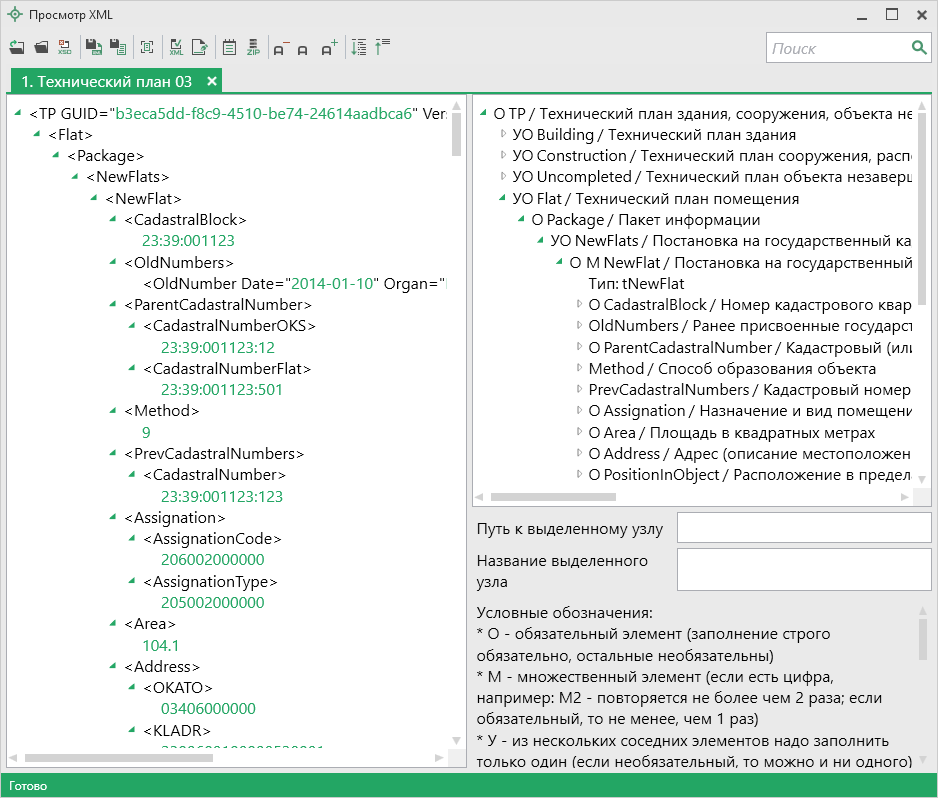 Просмотр XML
XSD
XML
ZIP
Поиск
1. Технический план 03
<TP GUID="b3eca5dd-f8c9-4510-be74-24614aadbca6" Ver
<Flat>
<Package>
<NewFlats>
<NewFlat>
<CadastralBlock>
23:39:001123
<OldNumbers>
<OldNumber Date="2014-01-10" Organ="
<ParentCadastralNumber>
<CadastralNumberOKS>
23:39:001123:12
<CadastralNumberFlat>
23:39:001123:501
<Method>
9
<PrevCadastralNumbers>
<CadastralNumber>
23:39:001123:123
<Assignation>
<AssignationCode>
206002000000
<AssignationType>
205002000000
<Area>
104.1
<Address>
<OKATO>
03406000000
<KLADR>
О TP / Технический план здания, сооружения, объекта не
УО Building / Технический план здания
УО Construction / Технический план сооружения, расп
УО Uncompleted / Технический план объекта незаверш
УО Flat / Технический план помещения
О Package / Пакет информации
УО NewFlats / Постановка на государственный ка
О М NewFlat / Постановка на государственный
Тип: tNewFlat
О CadastralBlock / Номер кадастрового квар
OldNumbers / Ранее присвоенные государст
О ParentCadastralNumber / Кадастровый (или
Method / Способ образования объекта
PrevCadastralNumbers / Кадастровый номер
О Assignation / Назначение и вид помещени
О Area / Площадь в квадратных метрах
О Address / Адрес (описание местоположен
О PositionInObject / Расположение в предел
Путь к выделенному узлу
Название выделенного
узла
Условные обозначения:
* О - обязательный элемент (заполнение строго
обязательно, остальные необязательны)
* М - множественный элемент (если есть цифра,
например: М2 - повторяется не более чем 2 раза; если
обязательный, то не менее, чем 1 раз)
* У - из нескольких соседних элементов надо заполнить
только один (если необязательный, то можно и ни одного)
Готово